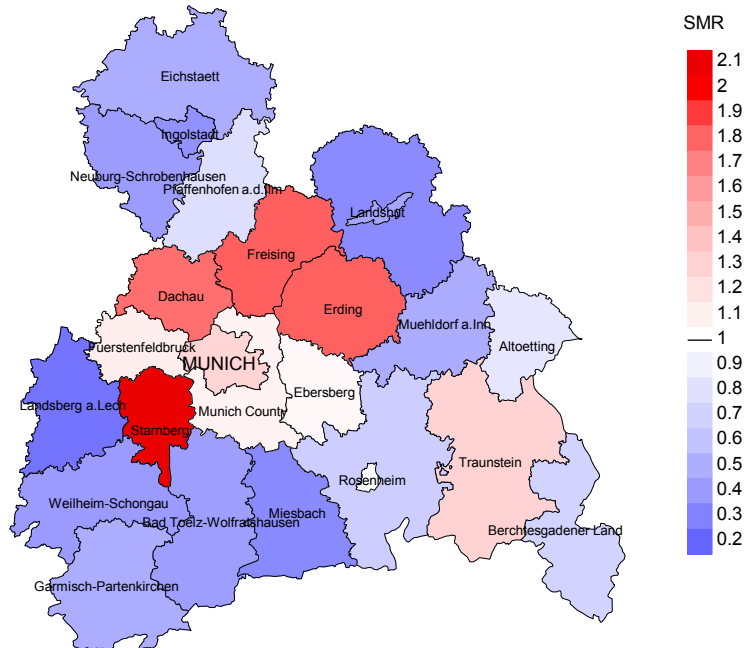 SMR
2.1
2
1.9
1.8
1.7
1.6
1.5
1.4
1.3
1.2
1.1
1
0.9
0.8
0.7
0.6
0.5
0.4
0.3
0.2
Eichstaett
Ingolstadt
Neuburg-Schrobenhausen
Pfaffenhofen a.d.Ilm
Landshut
Freising
Dachau
Erding
Muehldorf a.Inn
Altoetting
Fuerstenfeldbruck
MUNICH
Ebersberg
Landsberg a.Lech
Munich County
Starnberg
Traunstein
Rosenheim
Weilheim-Schongau
Miesbach
Bad Toelz-Wolfratshausen
Berchtesgadener Land
Garmisch-Partenkirchen